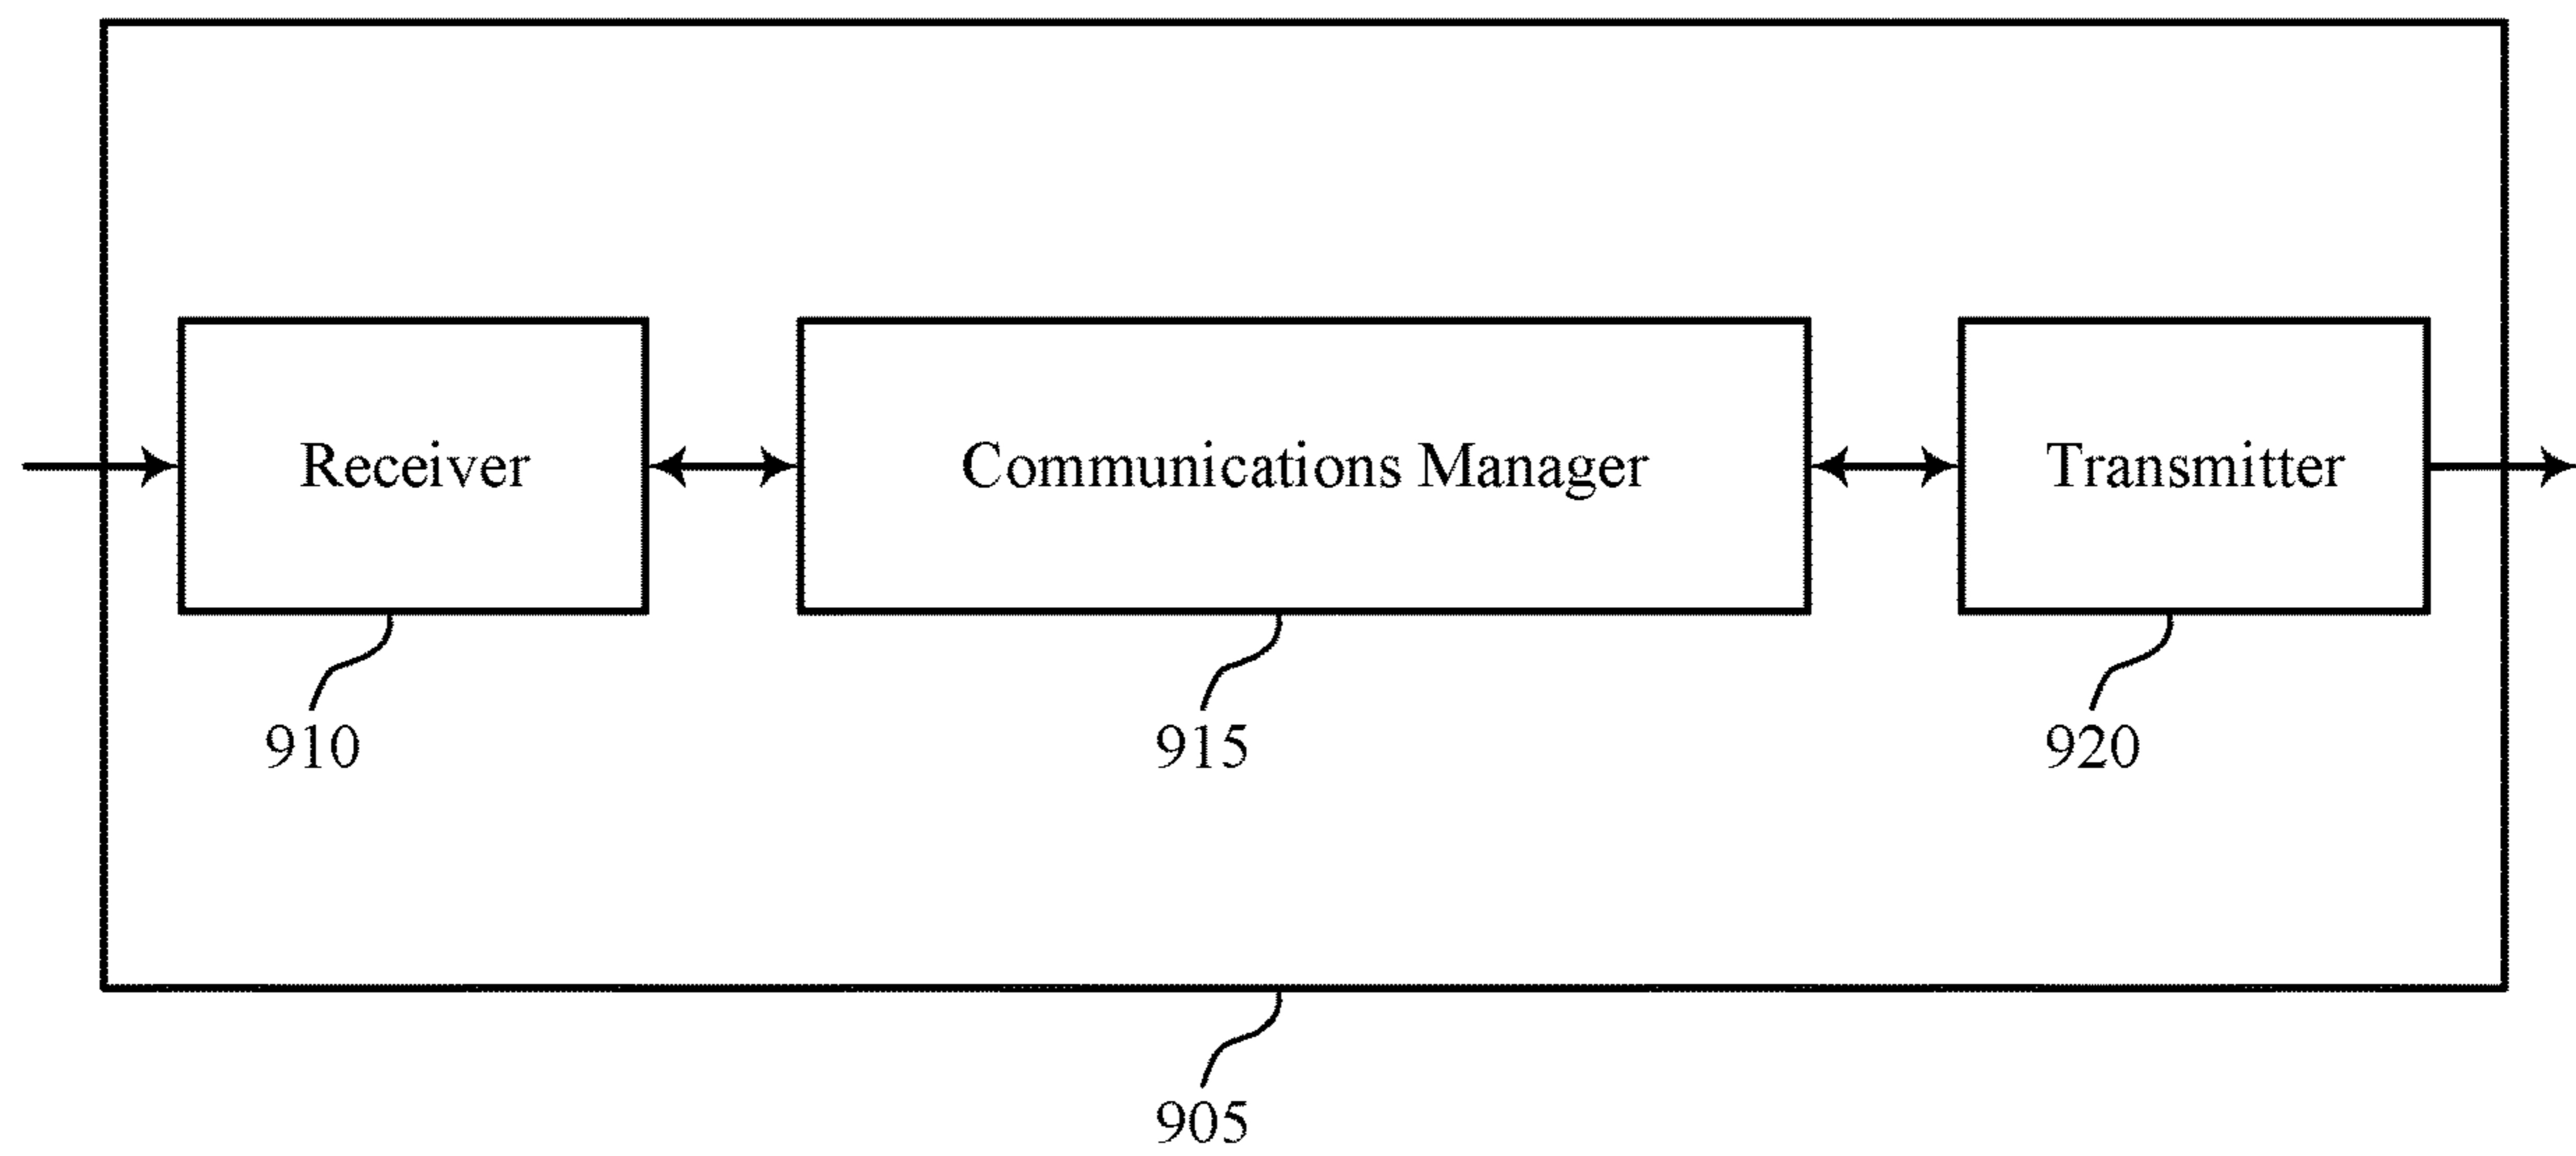 Receiver
Communications Manager
Transmitter
910
915
920
905